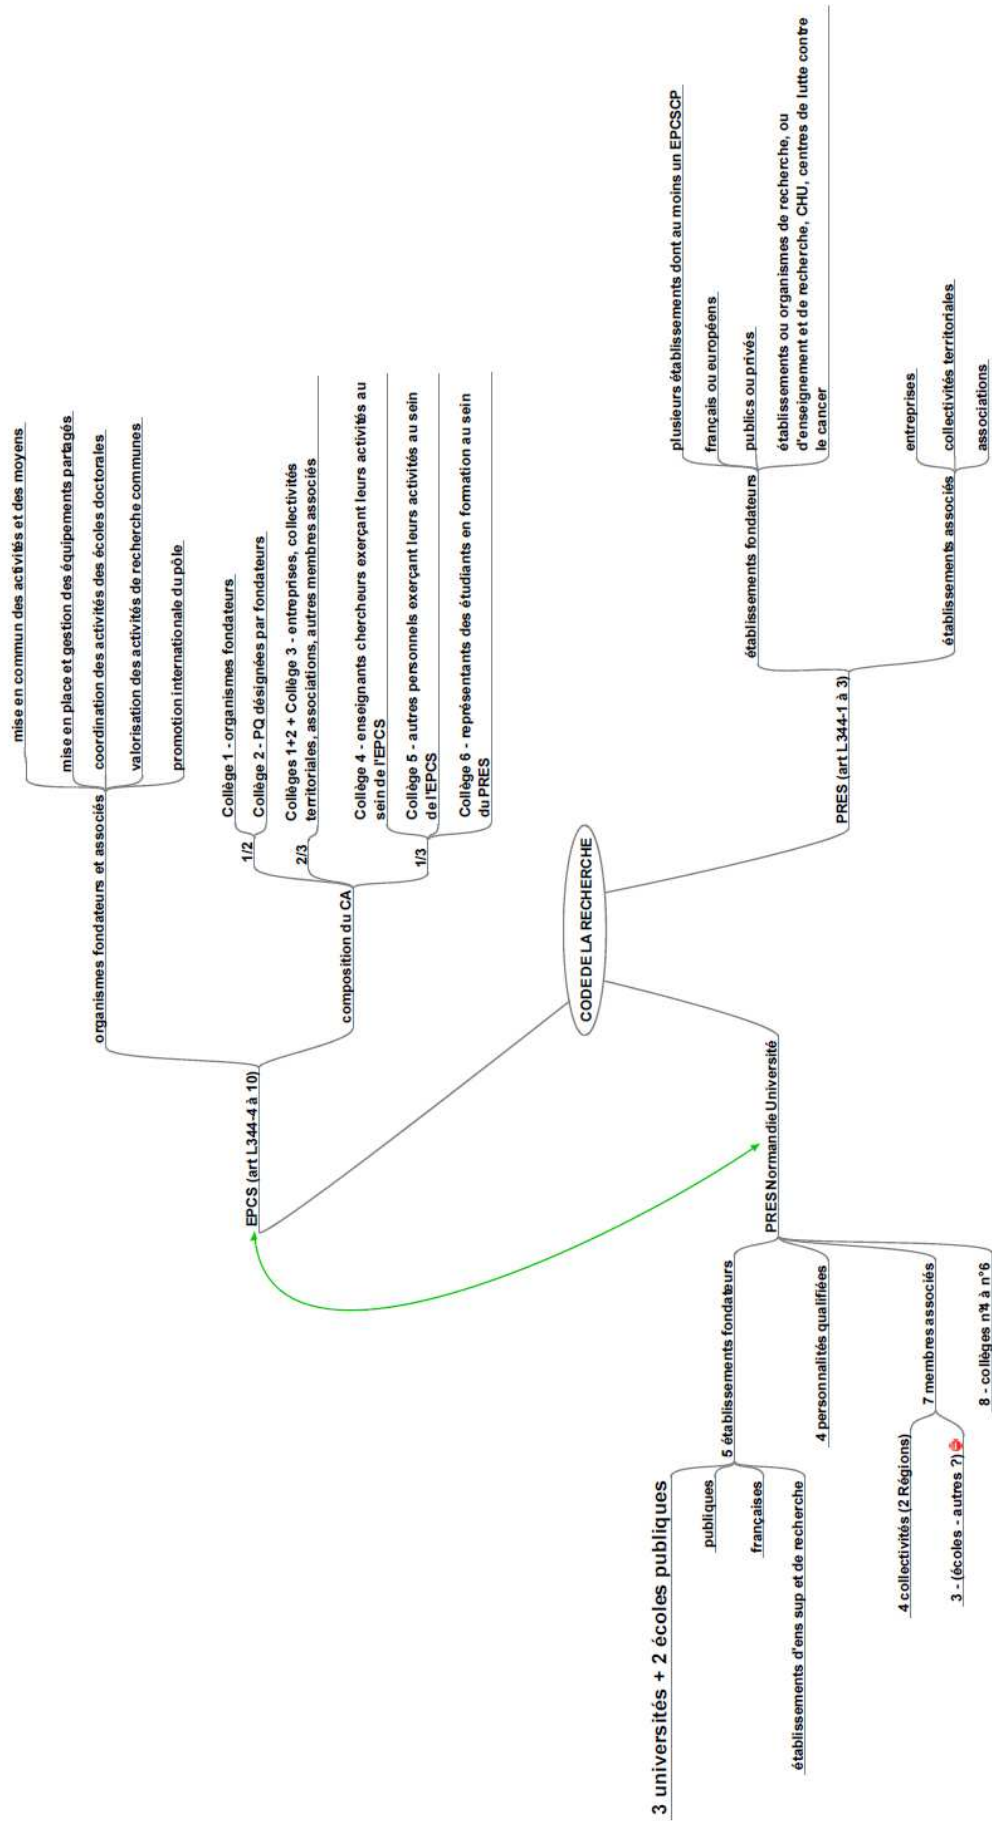 CODE DE LA RECHERCHE
EPCS (art L344-4 à 10)
organismes fondateurs et associés
mise en commun des activités et des moyens
mise en place et gestion des équipements partagés
coordination des activités des écoles doctorales
valorisation des activités de recherche communes
promotion internationale du pôle
composition du CA
1/2
Collège 1 - organismes fondateurs
Collège 2 - PQ désignées par fondateurs
2/3
Collèges 1+2 + Collège 3 - entreprises, collectivités
territoriales, associations, autres membres associés
1/3
Collège 4 - enseignants chercheurs exerçant leurs activités au
sein de l'EPCS
Collège 5 - autres personnels exerçant leurs activités au sein
de l'EPCS
Collège 6 - représentants des étudiants en formation au sein
du PRES
PRES (art L344-1 à 3)
établissements fondateurs
plusieurs établissements dont au moins un EPCSCP
français ou européens
publics ou privés
établissements ou organismes de recherche, ou
d'enseignement et de recherche, CHU, centres de lutte contre
le cancer
établissements associés
entreprises
collectivités territoriales
associations
PRES Normandie Université
5 établissements fondateurs
3 universités + 2 écoles publiques
publiques
françaises
établissements d'ens sup et de recherche
4 personnalités qualifiées
7 membres associés
4 collectivités (2 Régions)
3 - (écoles - autres ?)
8 - collèges n°4 à n°6